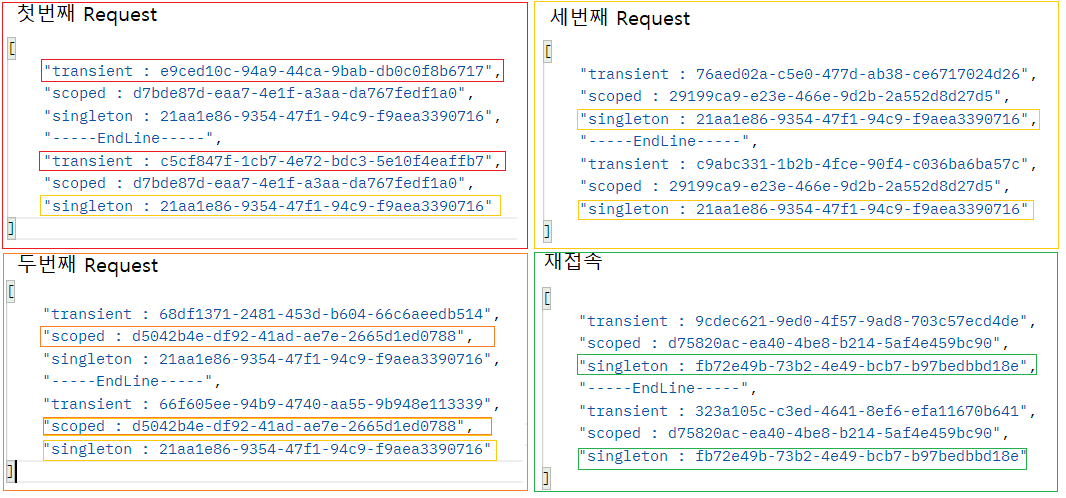 첫번째 Request
[
"transient : e9ced10c-94a9-44ca-9bab-db0c0f8b6717",
"scoped : d7bde87d-eaa7-4e1f-a3aa-da767fedf1a0",
"singleton : 21aa1e86-9354-47f1-94c9-f9aea3390716",
"-----EndLine-----",
"transient : c5cf847f-1cb7-4e72-bdc3-5e10f4eaffb7",
"scoped : d7bde87d-eaa7-4e1f-a3aa-da767fedf1a0",
"singleton : 21aa1e86-9354-47f1-94c9-f9aea3390716"
]
두번째 Request
[
"transient : 68df1371-2481-453d-b604-66c6aeedb514",
"scoped : d5042b4e-df92-41ad-ae7e-2665d1ed0788",
"singleton : 21aa1e86-9354-47f1-94c9-f9aea3390716",
"-----EndLine-----",
"transient : 66f605ee-94b9-4740-aa55-9b948e113339",
"scoped : d5042b4e-df92-41ad-ae7e-2665d1ed0788",
"singleton : 21aa1e86-9354-47f1-94c9-f9aea3390716"
]
세번째 Request
[
"transient : 76aed02a-c5e0-477d-ab38-ce6717024d26",
"scoped : 29199ca9-e23e-466e-9d2b-2a552d8d27d5",
"singleton : 21aa1e86-9354-47f1-94c9-f9aea3390716",
"-----EndLine-----",
"transient : c9abc331-1b2b-4fce-90f4-c036ba6ba57c",
"scoped : 29199ca9-e23e-466e-9d2b-2a552d8d27d5",
"singleton : 21aa1e86-9354-47f1-94c9-f9aea3390716"
]
재접속
[
"transient : 9cdec621-9ed0-4f57-9ad8-703c57ecd4de",
"scoped : d75820ac-ea40-4be8-b214-5af4e459bc90",
"singleton : fb72e49b-73b2-4e49-bcb7-b97bedbbd18e",
"-----EndLine-----",
"transient : 323a105c-c3ed-4641-8ef6-efa11670b641",
"scoped : d75820ac-ea40-4be8-b214-5af4e459bc90",
"singleton : fb72e49b-73b2-4e49-bcb7-b97bedbbd18e"
]